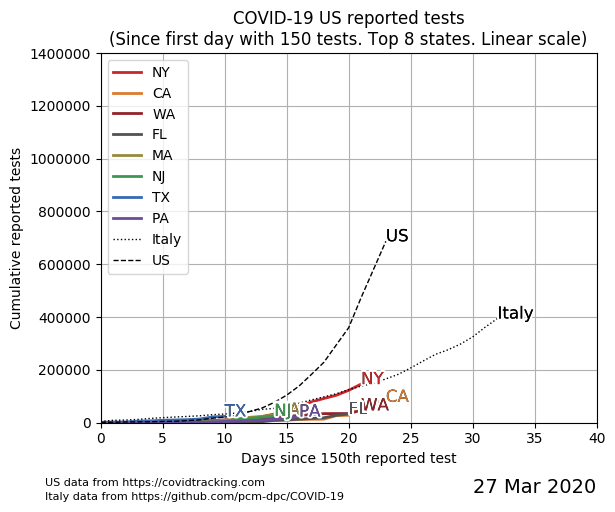 COVID-19 US reported tests
(Since first day with 150 tests. Top 8 states. Linear scale)
Cumulative reported tests
1400000
1200000
1000000
800000
600000
400000
200000
0
NY
CA
WA
FL
MA
NJ
TX
PA
Italy
US
US
Italy
NY
CA
WA
FL
TX
NJ
PA
0 5 10 15 20 25 30 35 40
Days since 150th reported test
US data from https://covidtracking.com
Italy data from https://github.com/pcm-dpc/COVID-19
27 Mar 2020